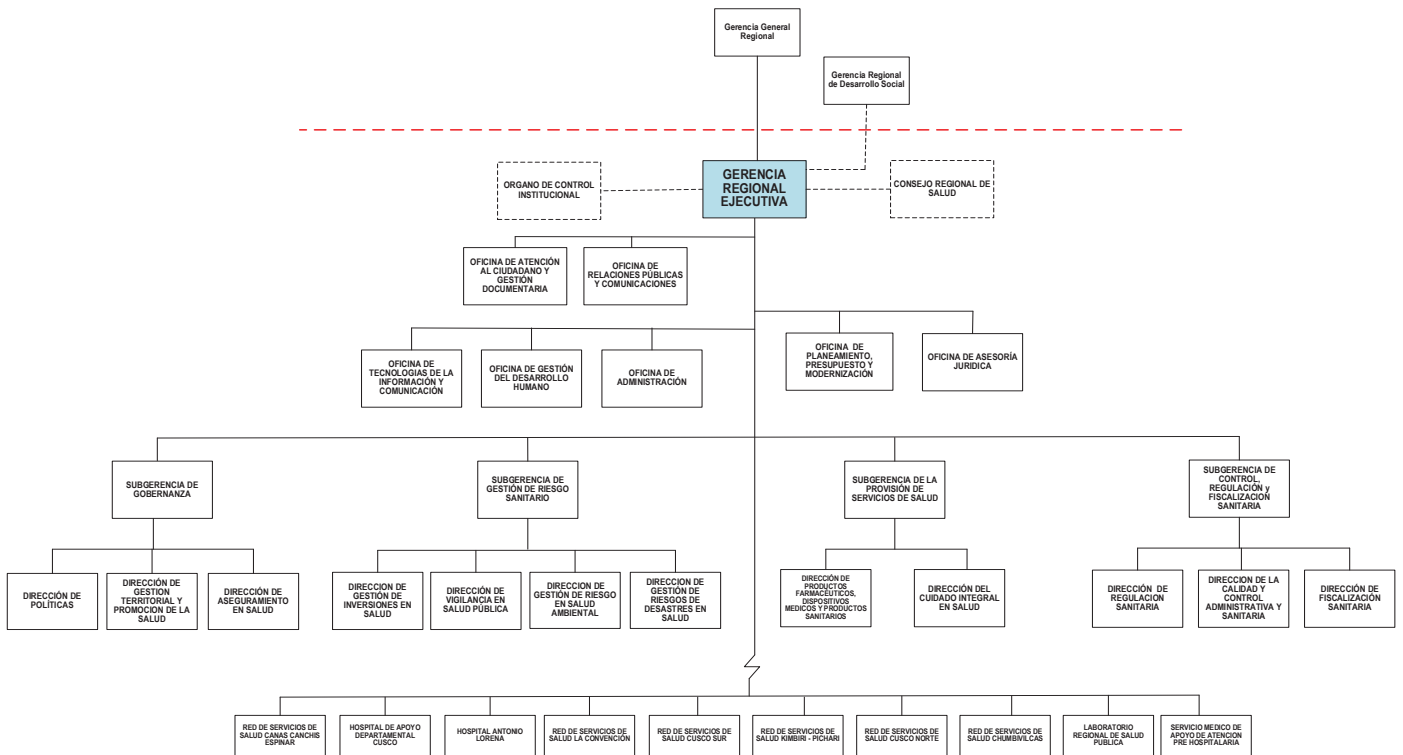 Gerencia General
Regional
Gerencia Regional
de Desarrollo Social
ORGANO DE CONTROL
INSTITUCIONAL
GERENCIA
REGIONAL
EJECUTIVA
CONSEJO REGIONAL DE
SALUD
OFICINA DE ATENCIÓN
AL CIUDADANO Y
GESTIÓN
DOCUMENTARIA
OFICINA DE
RELACIONES PÚBLICAS
Y COMUNICACIONES
OFICINA DE
TECNOLOGIAS DE LA
INFORMACIÓN Y
COMUNICACIÓN
OFICINA DE GESTIÓN
DEL DESARROLLO
HUMANO
OFICINA DE
ADMINISTRACIÓN
OFICINA DE
PLANEAMIENTO,
PRESUPUESTO Y
MODERNIZACIÓN
OFICINA DE ASESORÍA
JURIDICA
SUBGERENCIA DE
GOBERNANZA
SUBGERENCIA DE
GESTIÓN DE RIESGO
SANITARIO
SUBGERENCIA DE LA
PROVISIÓN DE
SERVICIOS DE SALUD
SUBGERENCIA DE
CONTROL,
REGULACIÓN y
FISCALIZACION
SANITARIA
DIRECCIÓN DE
POLÍTICAS
DIRECCIÓN DE
GESTION
TERRITORIAL Y
PROMOCION DE LA
SALUD
DIRECCIÓN DE
ASEGURAMIENTO
EN SALUD
DIRECCION DE
GESTIÓN DE
INVERSIONES EN
SALUD
DIRECCIÓN DE
VIGILANCIA EN
SALUD PÚBLICA
DIRECCION DE
GESTIÓN DE RIESGO
EN SALUD
AMBIENTAL
DIRECCION DE
GESTIÓN DE
RIESGOS DE
DESASTRES EN
SALUD
DIRECCIÓN DE
PRODUCTOS
FARMACÉUTICOS,
DISPOSITIVOS
MEDICOS Y PRODUCTOS
SANITARIOS
DIRECCIÓN DEL
CUIDADO INTEGRAL
EN SALUD
DIRECCIÓN DE
REGULACION
SANITARIA
DIRECCION DE LA
CALIDAD Y
CONTROL
ADMINISTRATIVA Y
SANITARIA
DIRECCIÓN DE
FISCALIZACIÓN
SANITARIA
RED DE SERVICIOS DE
SALUD CANAS CANCHIS
ESPINAR
HOSPITAL DE APOYO
DEPARTAMENTAL
CUSCO
HOSPITAL ANTONIO
LORENA
RED DE SERVICIOS DE
SALUD LA CONVENCIÓN
RED DE SERVICIOS DE
SALUD CUSCO SUR
RED DE SERVICIOS DE
SALUD KIMBIRI - PICHARI
RED DE SERVICIOS DE
SALUD CUSCO NORTE
RED DE SERVICIOS DE
SALUD CHUMBIVILCAS
LABORATORIO
REGIONAL DE SALUD
PUBLICA
SERVICIO MEDICO DE
APOYO DE ATENCION
PRE HOSPITALARIA